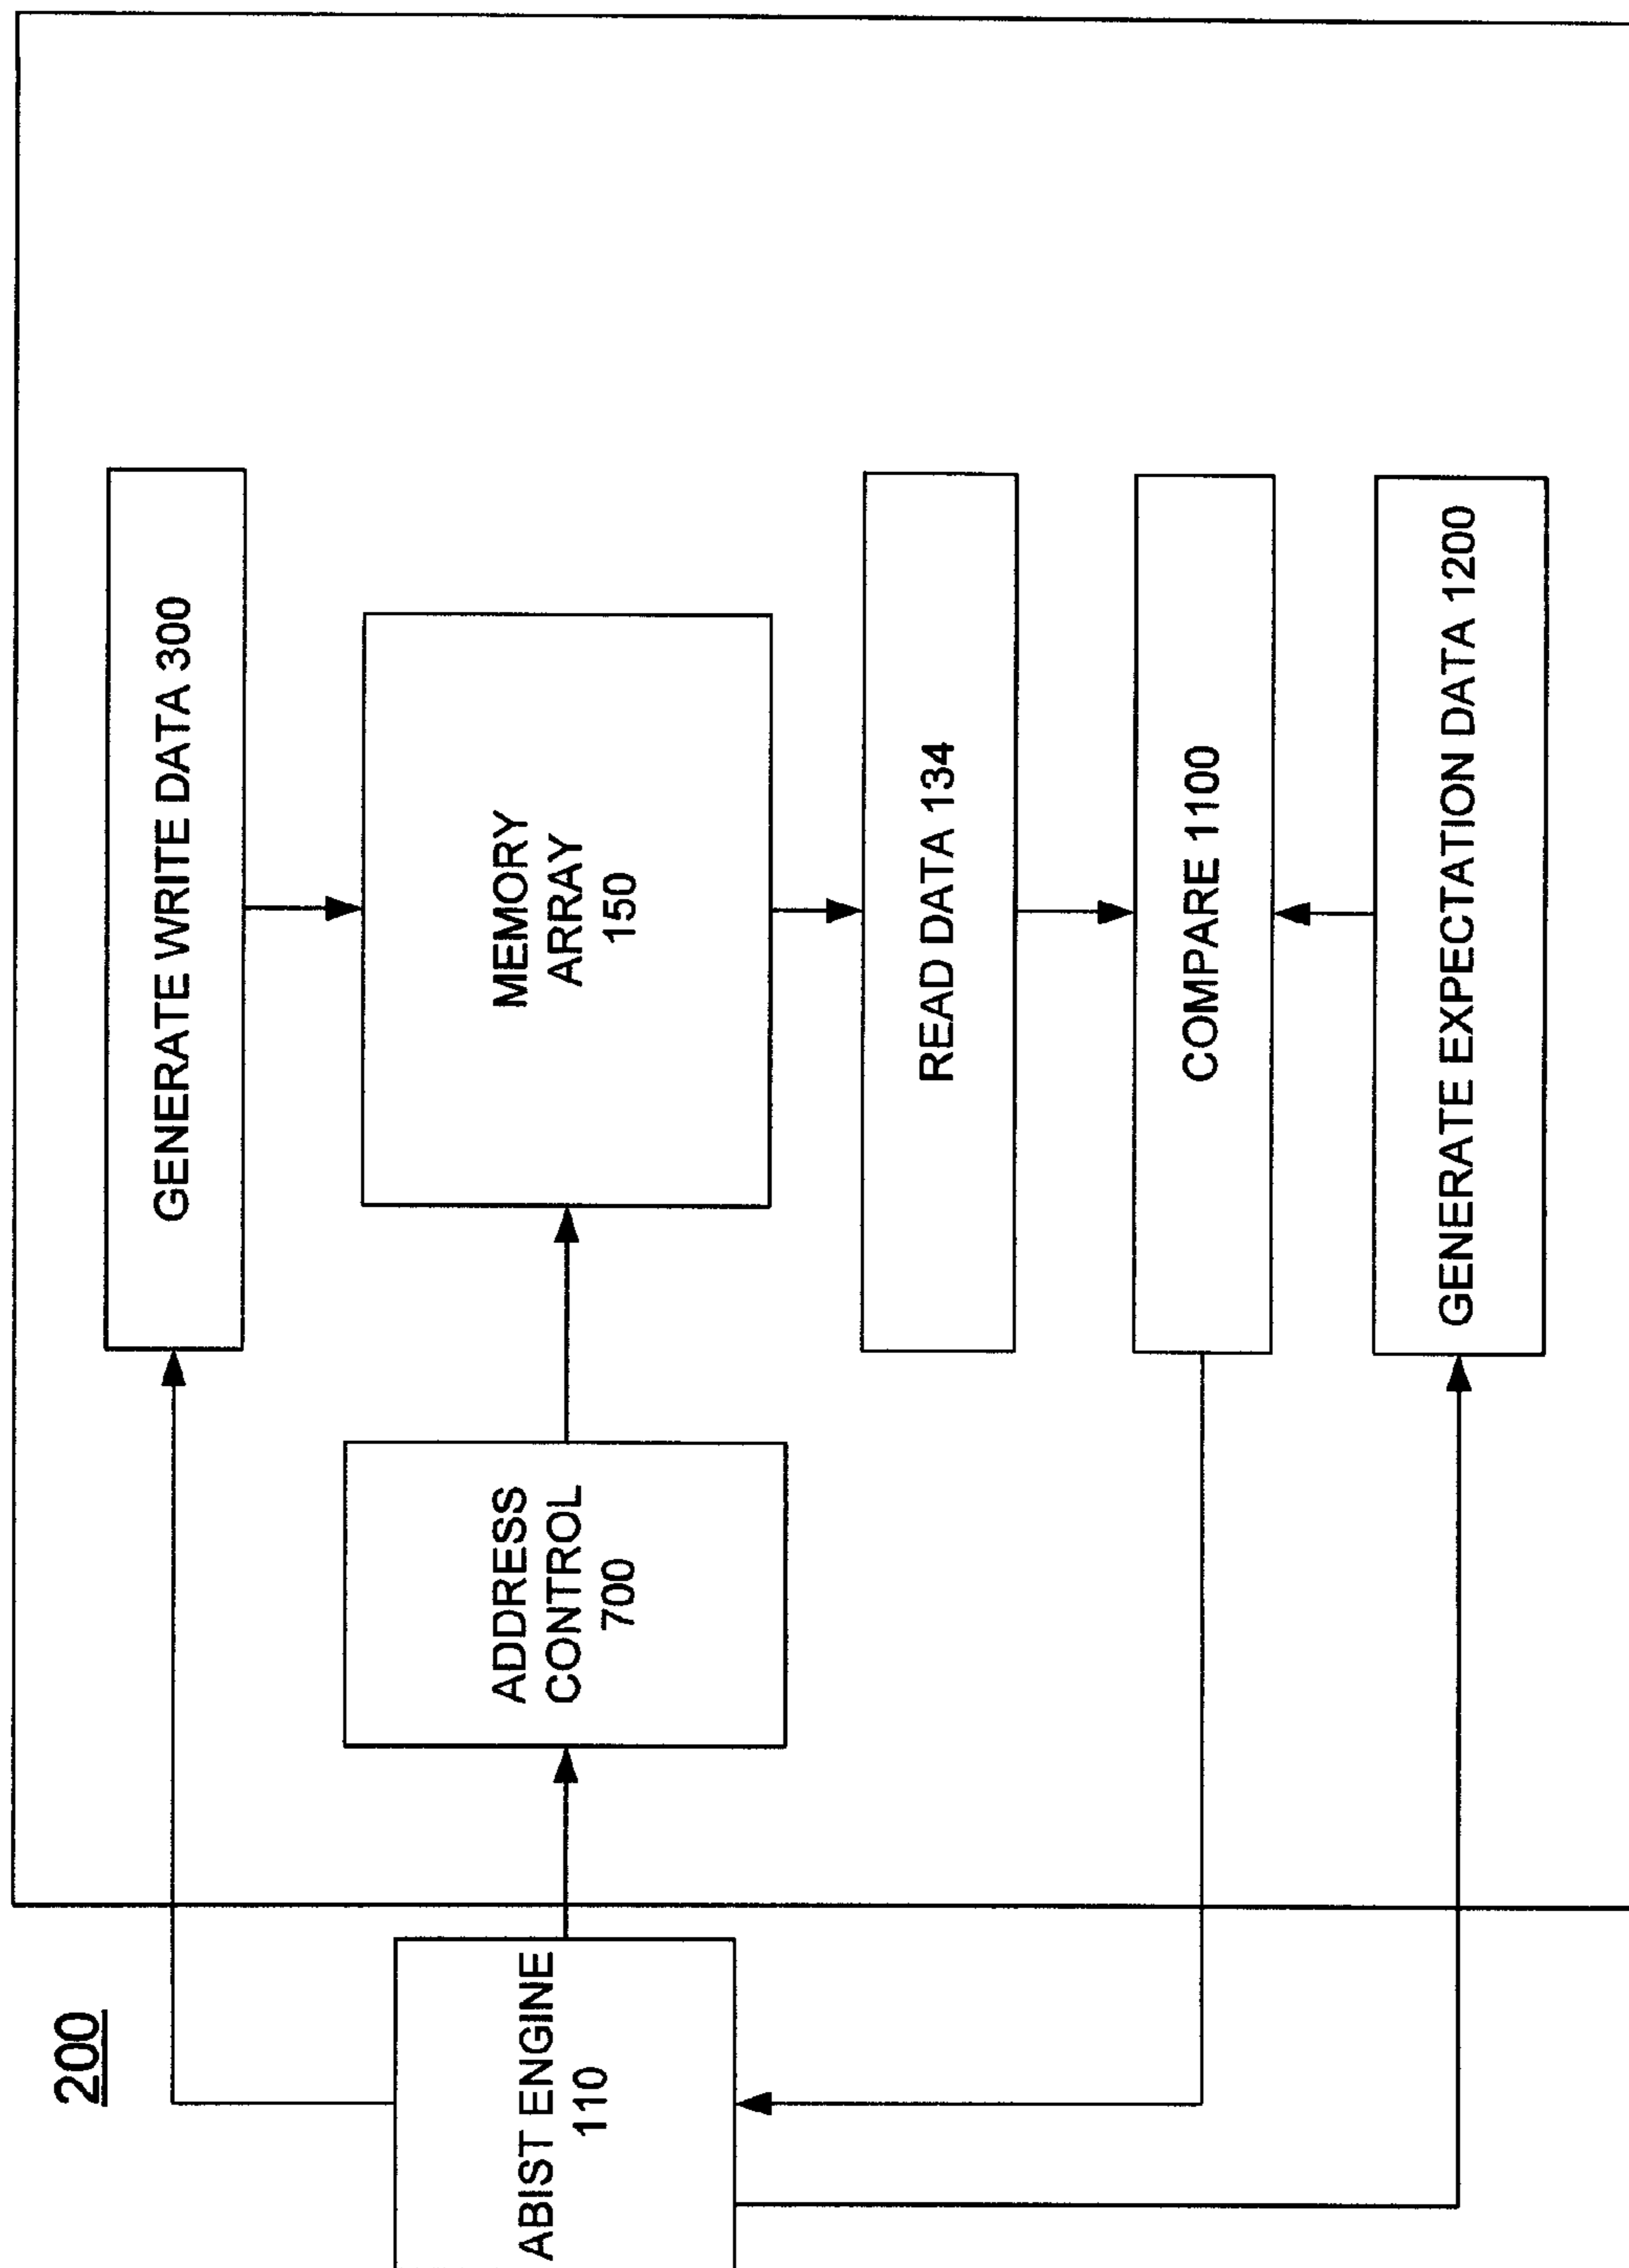 200
GENERATE WRITE DATA 300
ABIST ENGINE
110
ADDRESS
CONTROL
700
MEMORY
ARRAY
150
READ DATA 134
COMPARE 1100
GENERATE EXPECTATION DATA 1200